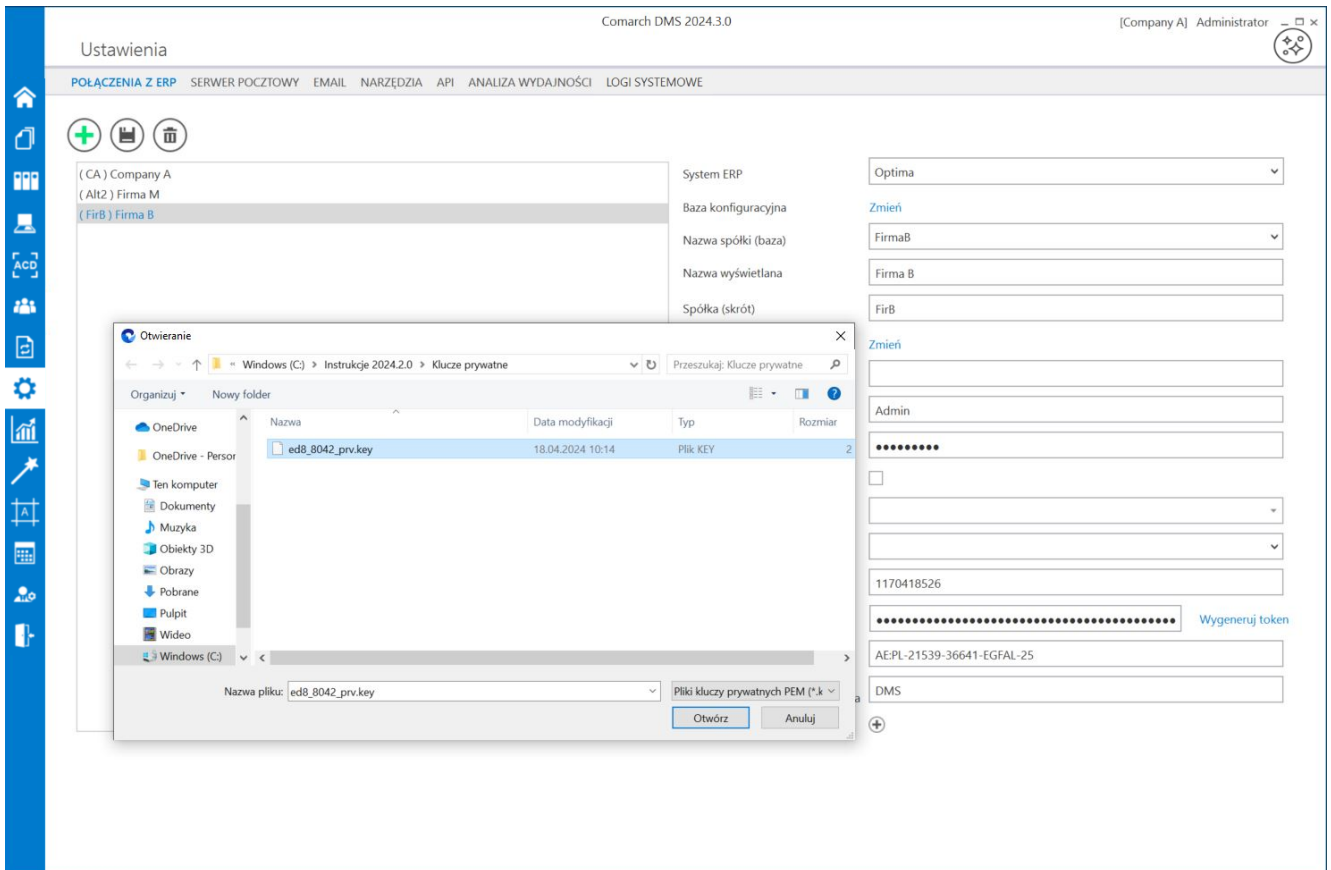 Comarch DMS 2024.3.0
[Company A] Administrator
Ustawienia
POŁĄCZENIA Z ERP SERWER POCZTOWY EMAIL NARZĘDZIA API ANALIZA WYDAJNOŚCI LOGI SYSTEMOWE
( CA ) Company A
( Alt2 ) Firma M
( FirB ) Firma B
System ERP Optima
Baza konfiguracyjna Zmień
Nazwa spółki (baza) FirmaB
Nazwa wyświetlana Firma B
Spółka (skrót) FirB
Zmień
Admin
1170418526
Wygeneruj token
AE:PL-21539-36641-EGFAL-25
a DMS
ACD
A
Otwieranie
« Windows (C:) > Instrukcje 2024.2.0 > Klucze prywatne
Przeszukaj: Klucze prywatne
Organizuj Nowy folder
Nazwa Data modyfikacji Typ Rozmiar
ed8_8042_prv.key 18.04.2024 10:14 Plik KEY 2
OneDrive
OneDrive - Person
Ten komputer
Dokumenty
Muzyka
Obiekty 3D
Obrazy
Pobrane
Pulpit
Wideo
Windows (C:)
Nazwa pliku: ed8_8042_prv.key Pliki kluczy prywatnych PEM (*.k
Otwórz Anuluj